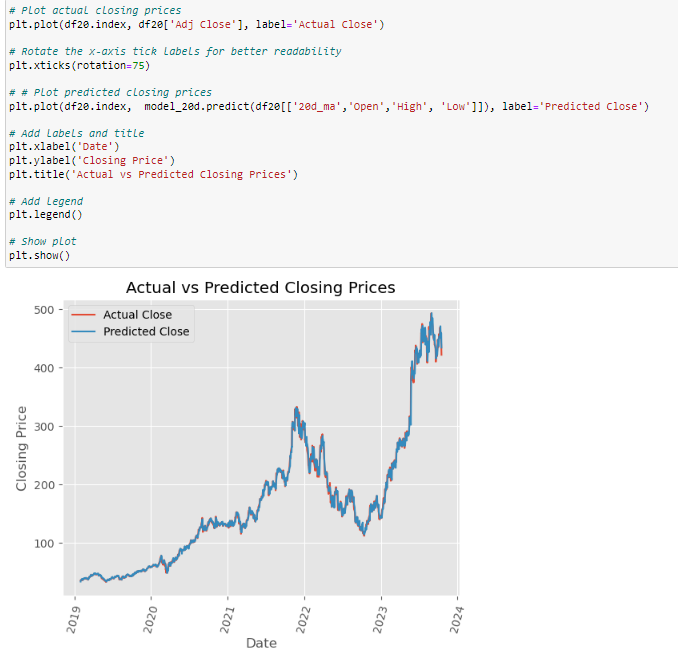 # Plot actual closing prices
plt.plot(df20.index, df20['Adj Close'], label='Actual Close')
# Rotate the x-axis tick labels for better readability
plt.xticks(rotation=75)
# # Plot predicted closing prices
plt.plot(df20.index,  model_20d.predict(df20[['20d_ma','Open','High', 'Low']]), label='Predicted Close')
# Add labels and title
plt.xlabel('Date')
plt.ylabel('Closing Price')
plt.title('Actual vs Predicted Closing Prices')
# Add legend
plt.legend()
# Show plot
plt.show()
Actual vs Predicted Closing Prices
Actual Close
Predicted Close
Closing Price
500
400
300
200
100
2019
2020
2021
2022
2023
2024
Date